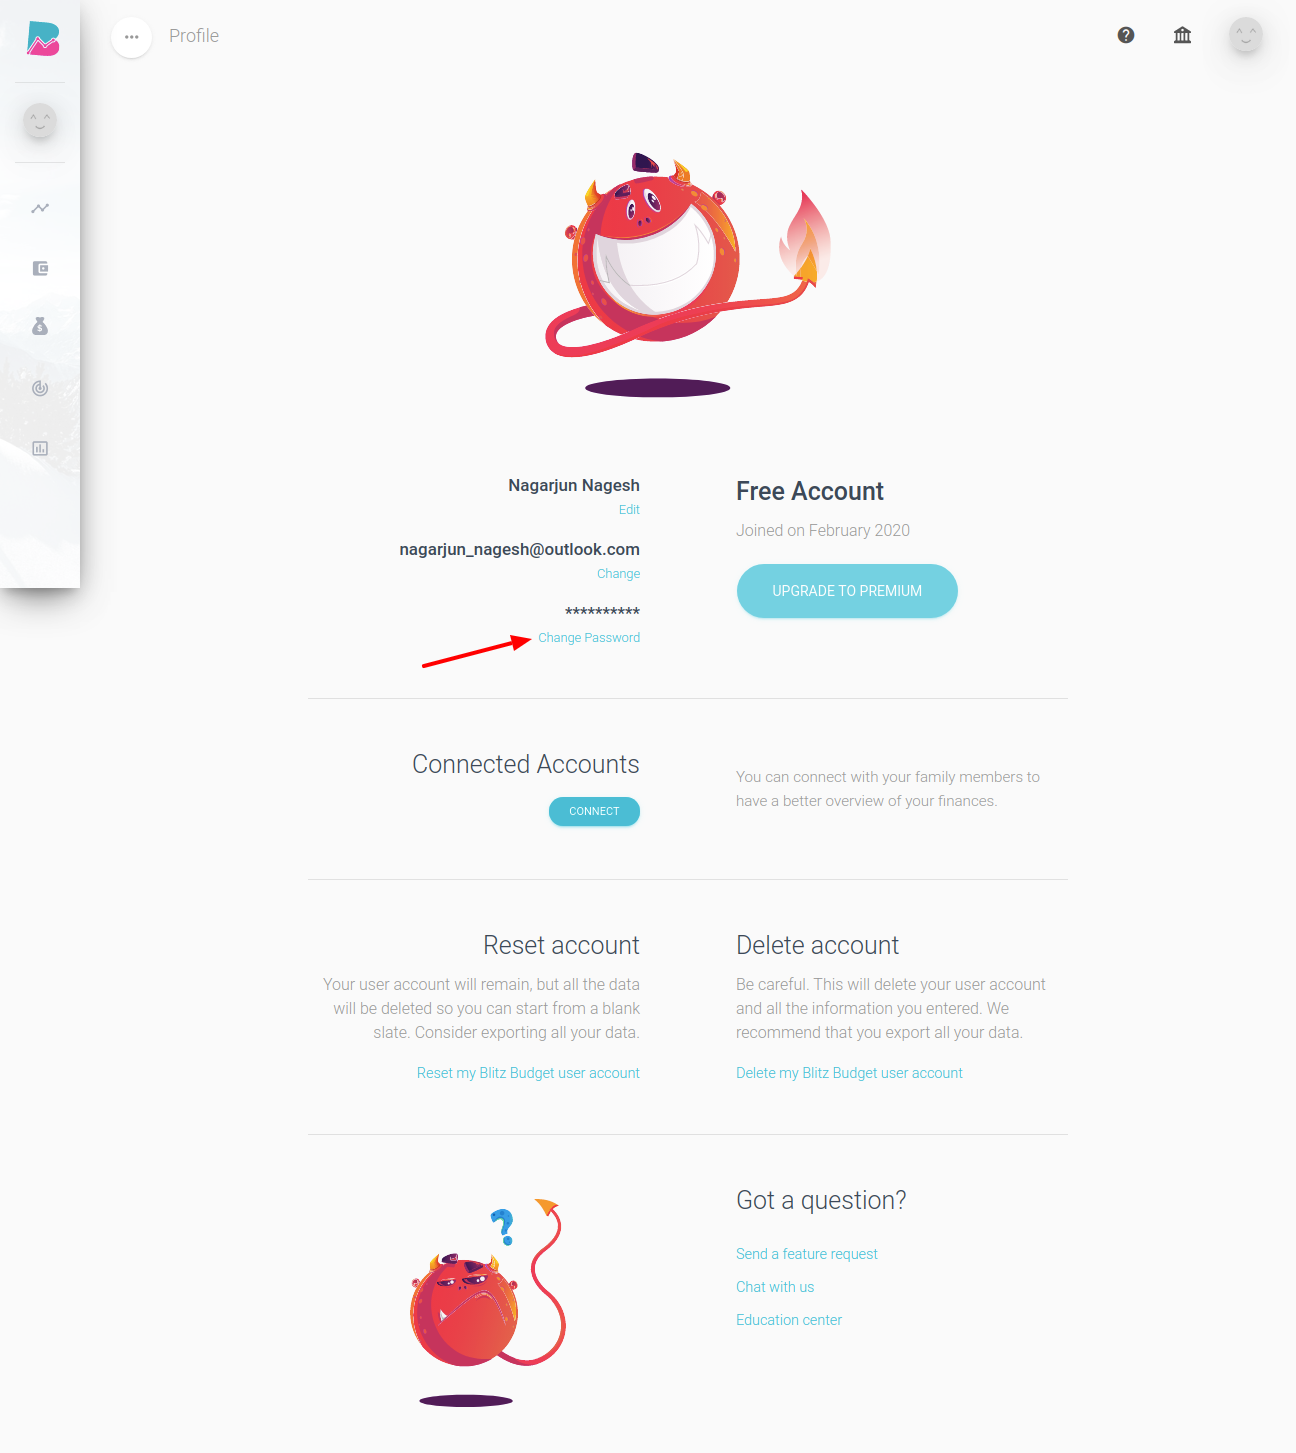 Profile
Nagarjun Nagesh
Edit
nagarjun_nagesh@outlook.com
Change
**********
Change Password
Free Account
Joined on February 2020
UPGRADE TO PREMIUM
Connected Accounts
CONNECT
You can connect with your family members to
have a better overview of your finances.
Reset account
Your user account will remain, but all the data
will be deleted so you can start from a blank
slate. Consider exporting all your data.
Reset my Blitz Budget user account
Delete account
Be careful. This will delete your user account
and all the information you entered. We
recommend that you export all your data.
Delete my Blitz Budget user account
Got a question?
Send a feature request
Chat with us
Education center